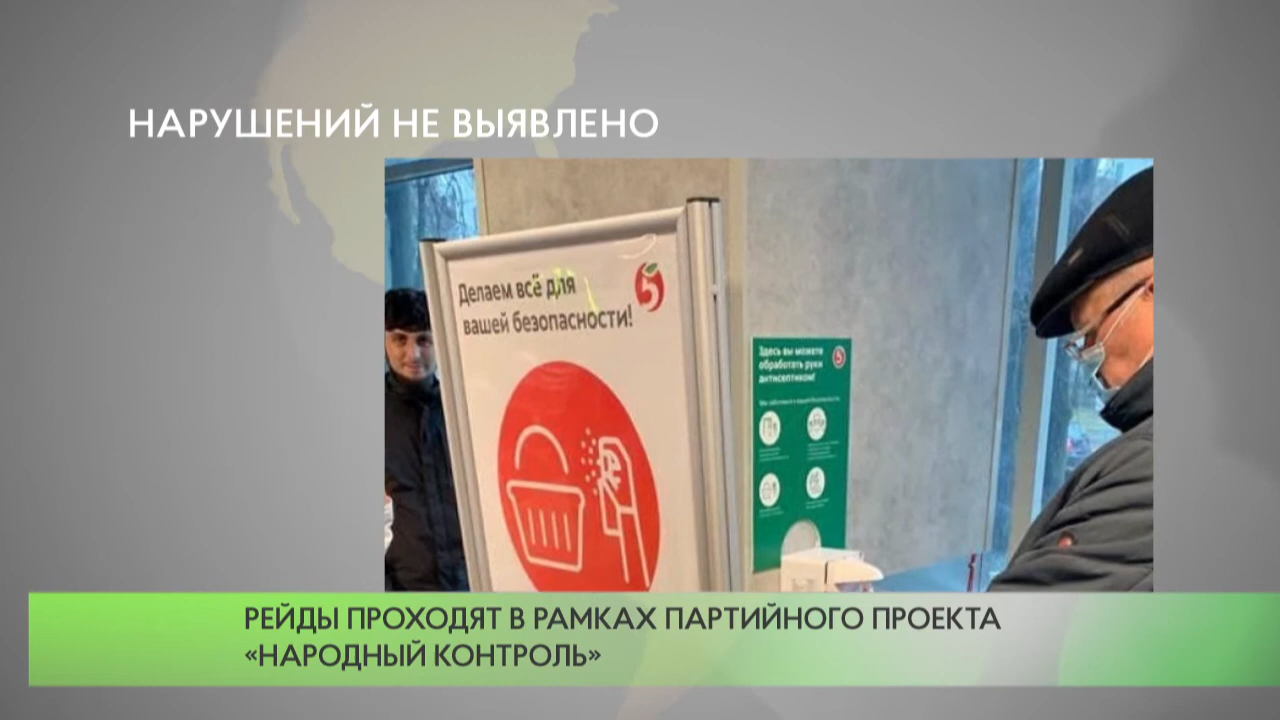 НАРУШЕНИЙ НЕ ВЫЯВЛЕНО
Делаем всё для
вашей безопасности!
5
Здесь вы можете
обработать руки
антисептиком!
5
РЕЙДЫ ПРОХОДЯТ В РАМКАХ ПАРТИЙНОГО ПРОЕКТА
«НАРОДНЫЙ КОНТРОЛЬ»